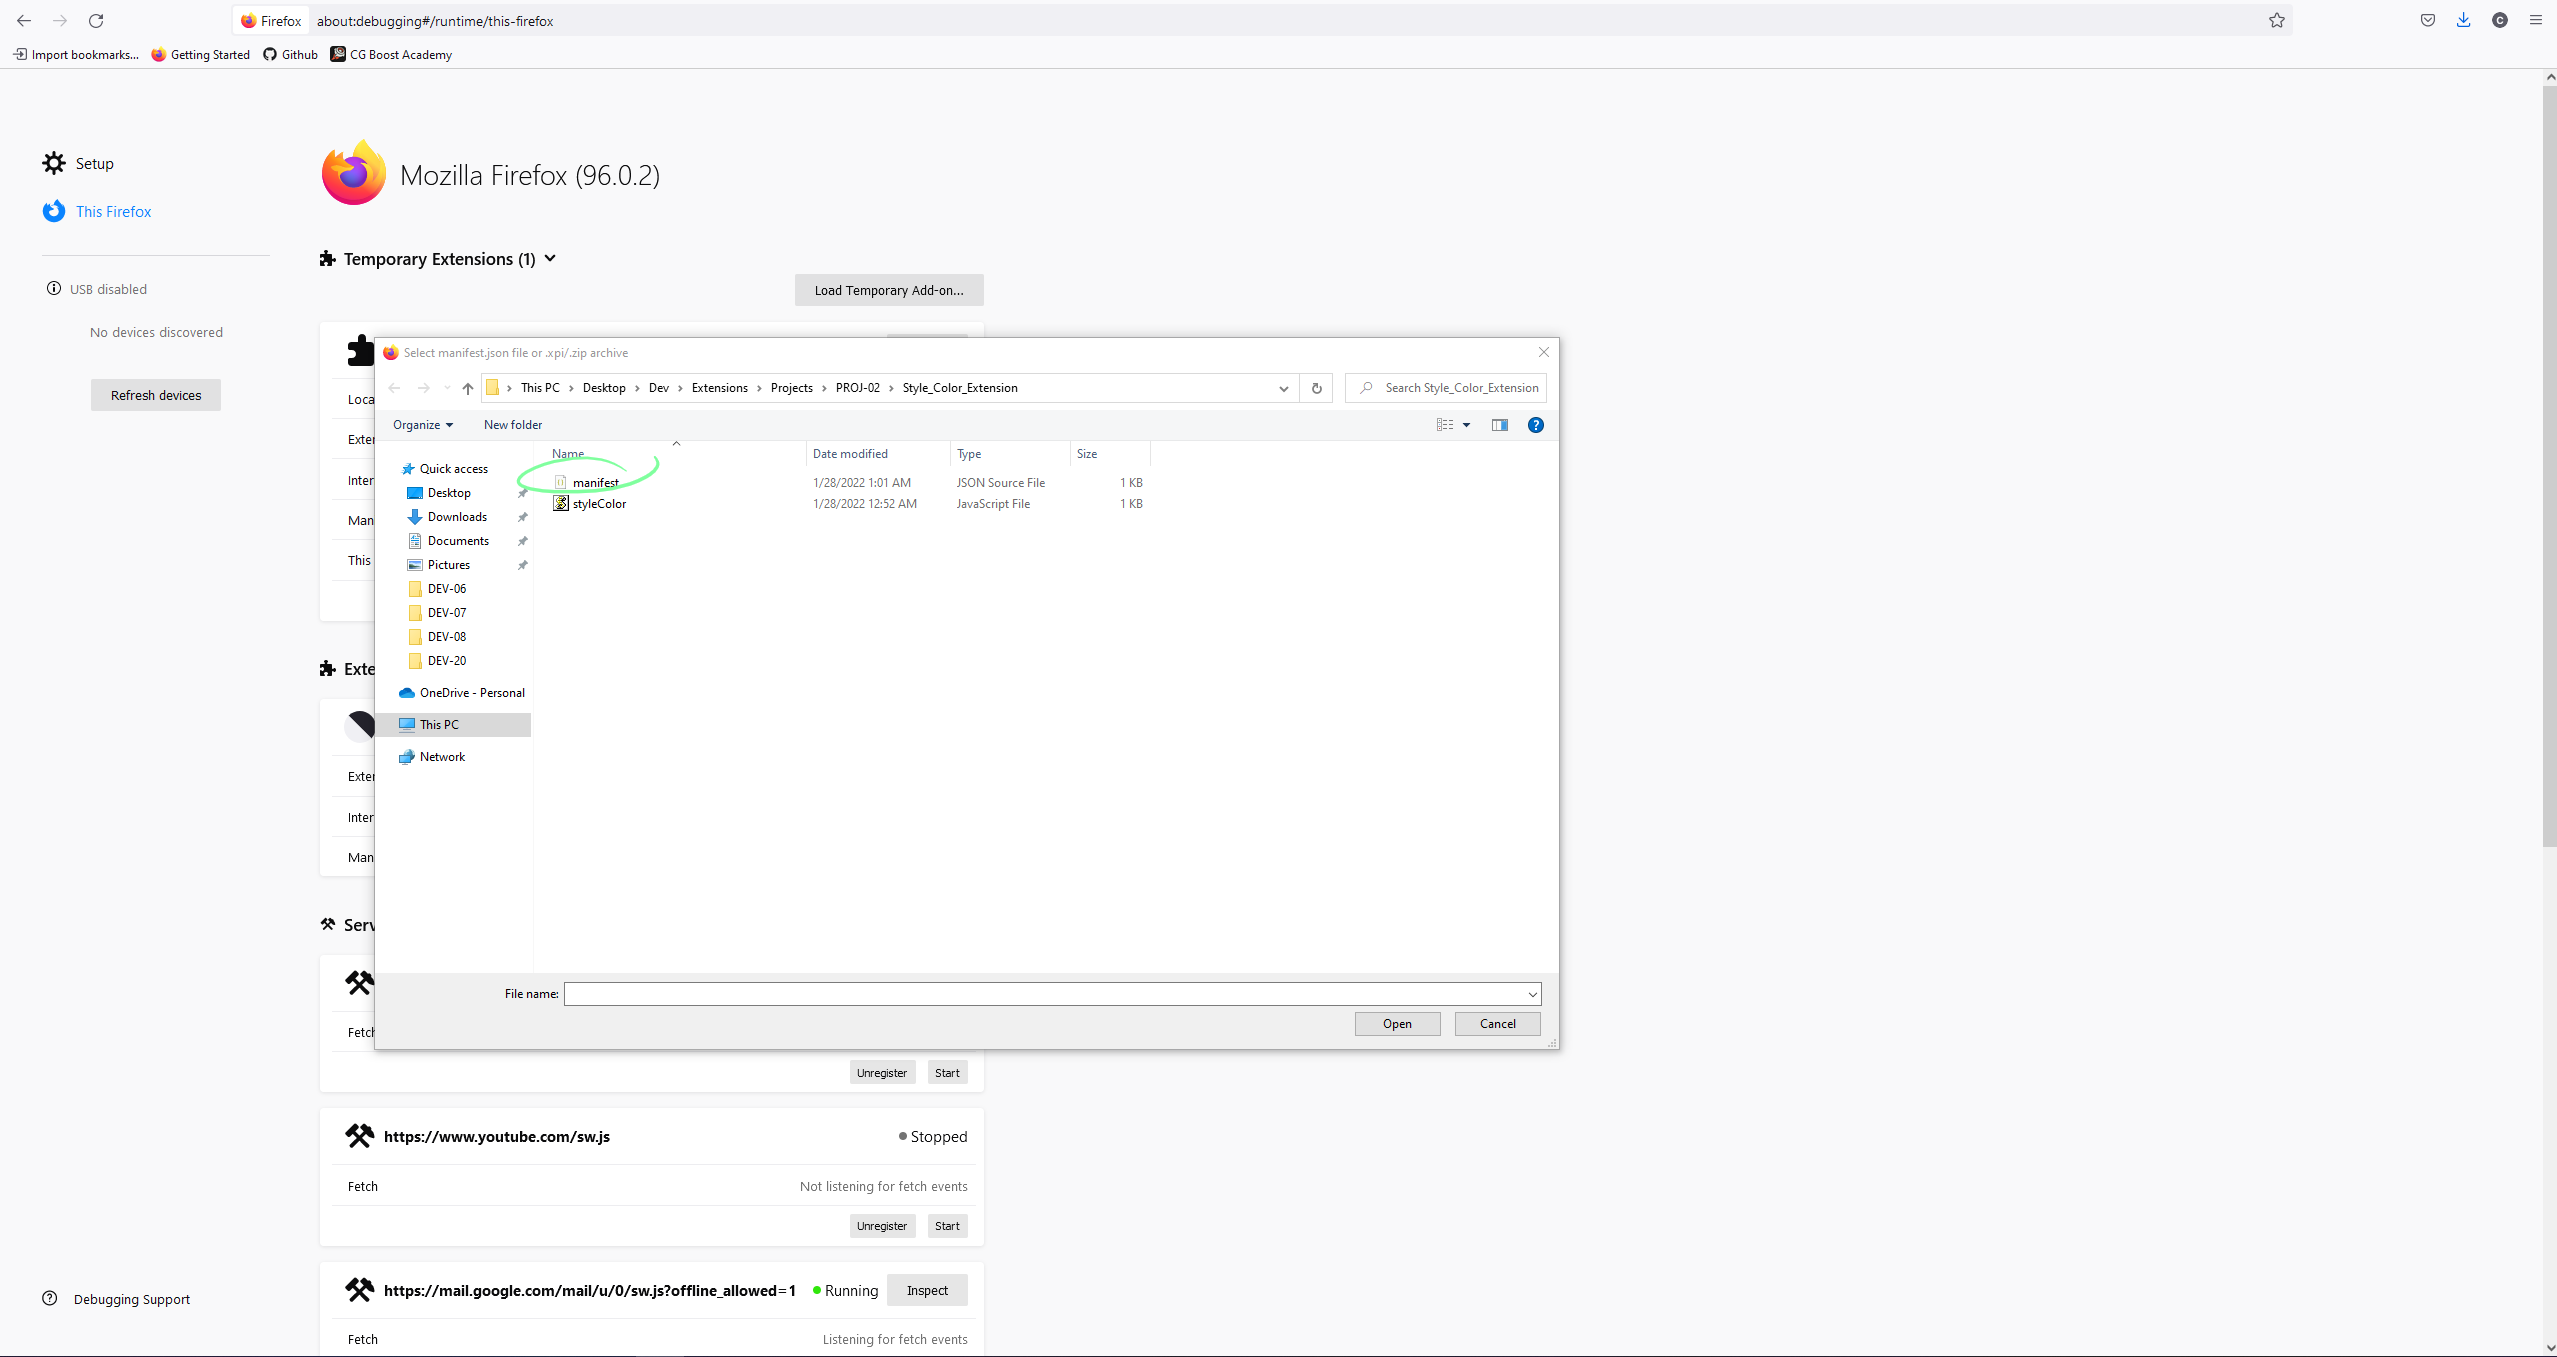 Firefox about:debugging#/runtime/this-firefox
Import bookmarks... Getting Started Github CG Boost Academy
Setup
This Firefox
USB disabled
No devices discovered
Refresh devices
Mozilla Firefox (96.0.2)
Temporary Extensions (1)
Load Temporary Add-on...
Loca
Exter
Inter
Man
This
Exte
Exter
Inter
Man
Serv
Fetch
Select manifest.json file or .xpi/.zip archive
This PC › Desktop › Dev › Extensions › Projects › PROJ-02 › Style_Color_Extension
Search Style_Color_Extension
Organize New folder
Quick access
Desktop
Downloads
Documents
Pictures
DEV-06
DEV-07
DEV-08
DEV-20
OneDrive - Personal
This PC
Network
Name Date modified Type Size
manifest 1/28/2022 1:01 AM JSON Source File 1 KB
styleColor 1/28/2022 12:52 AM JavaScript File 1 KB
File name:
Open Cancel
Unregister Start
https://www.youtube.com/sw.js Stopped
Fetch Not listening for fetch events
Unregister Start
https://mail.google.com/mail/u/0/sw.js?offline_allowed=1 Running Inspect
Fetch Listening for fetch events
Debugging Support